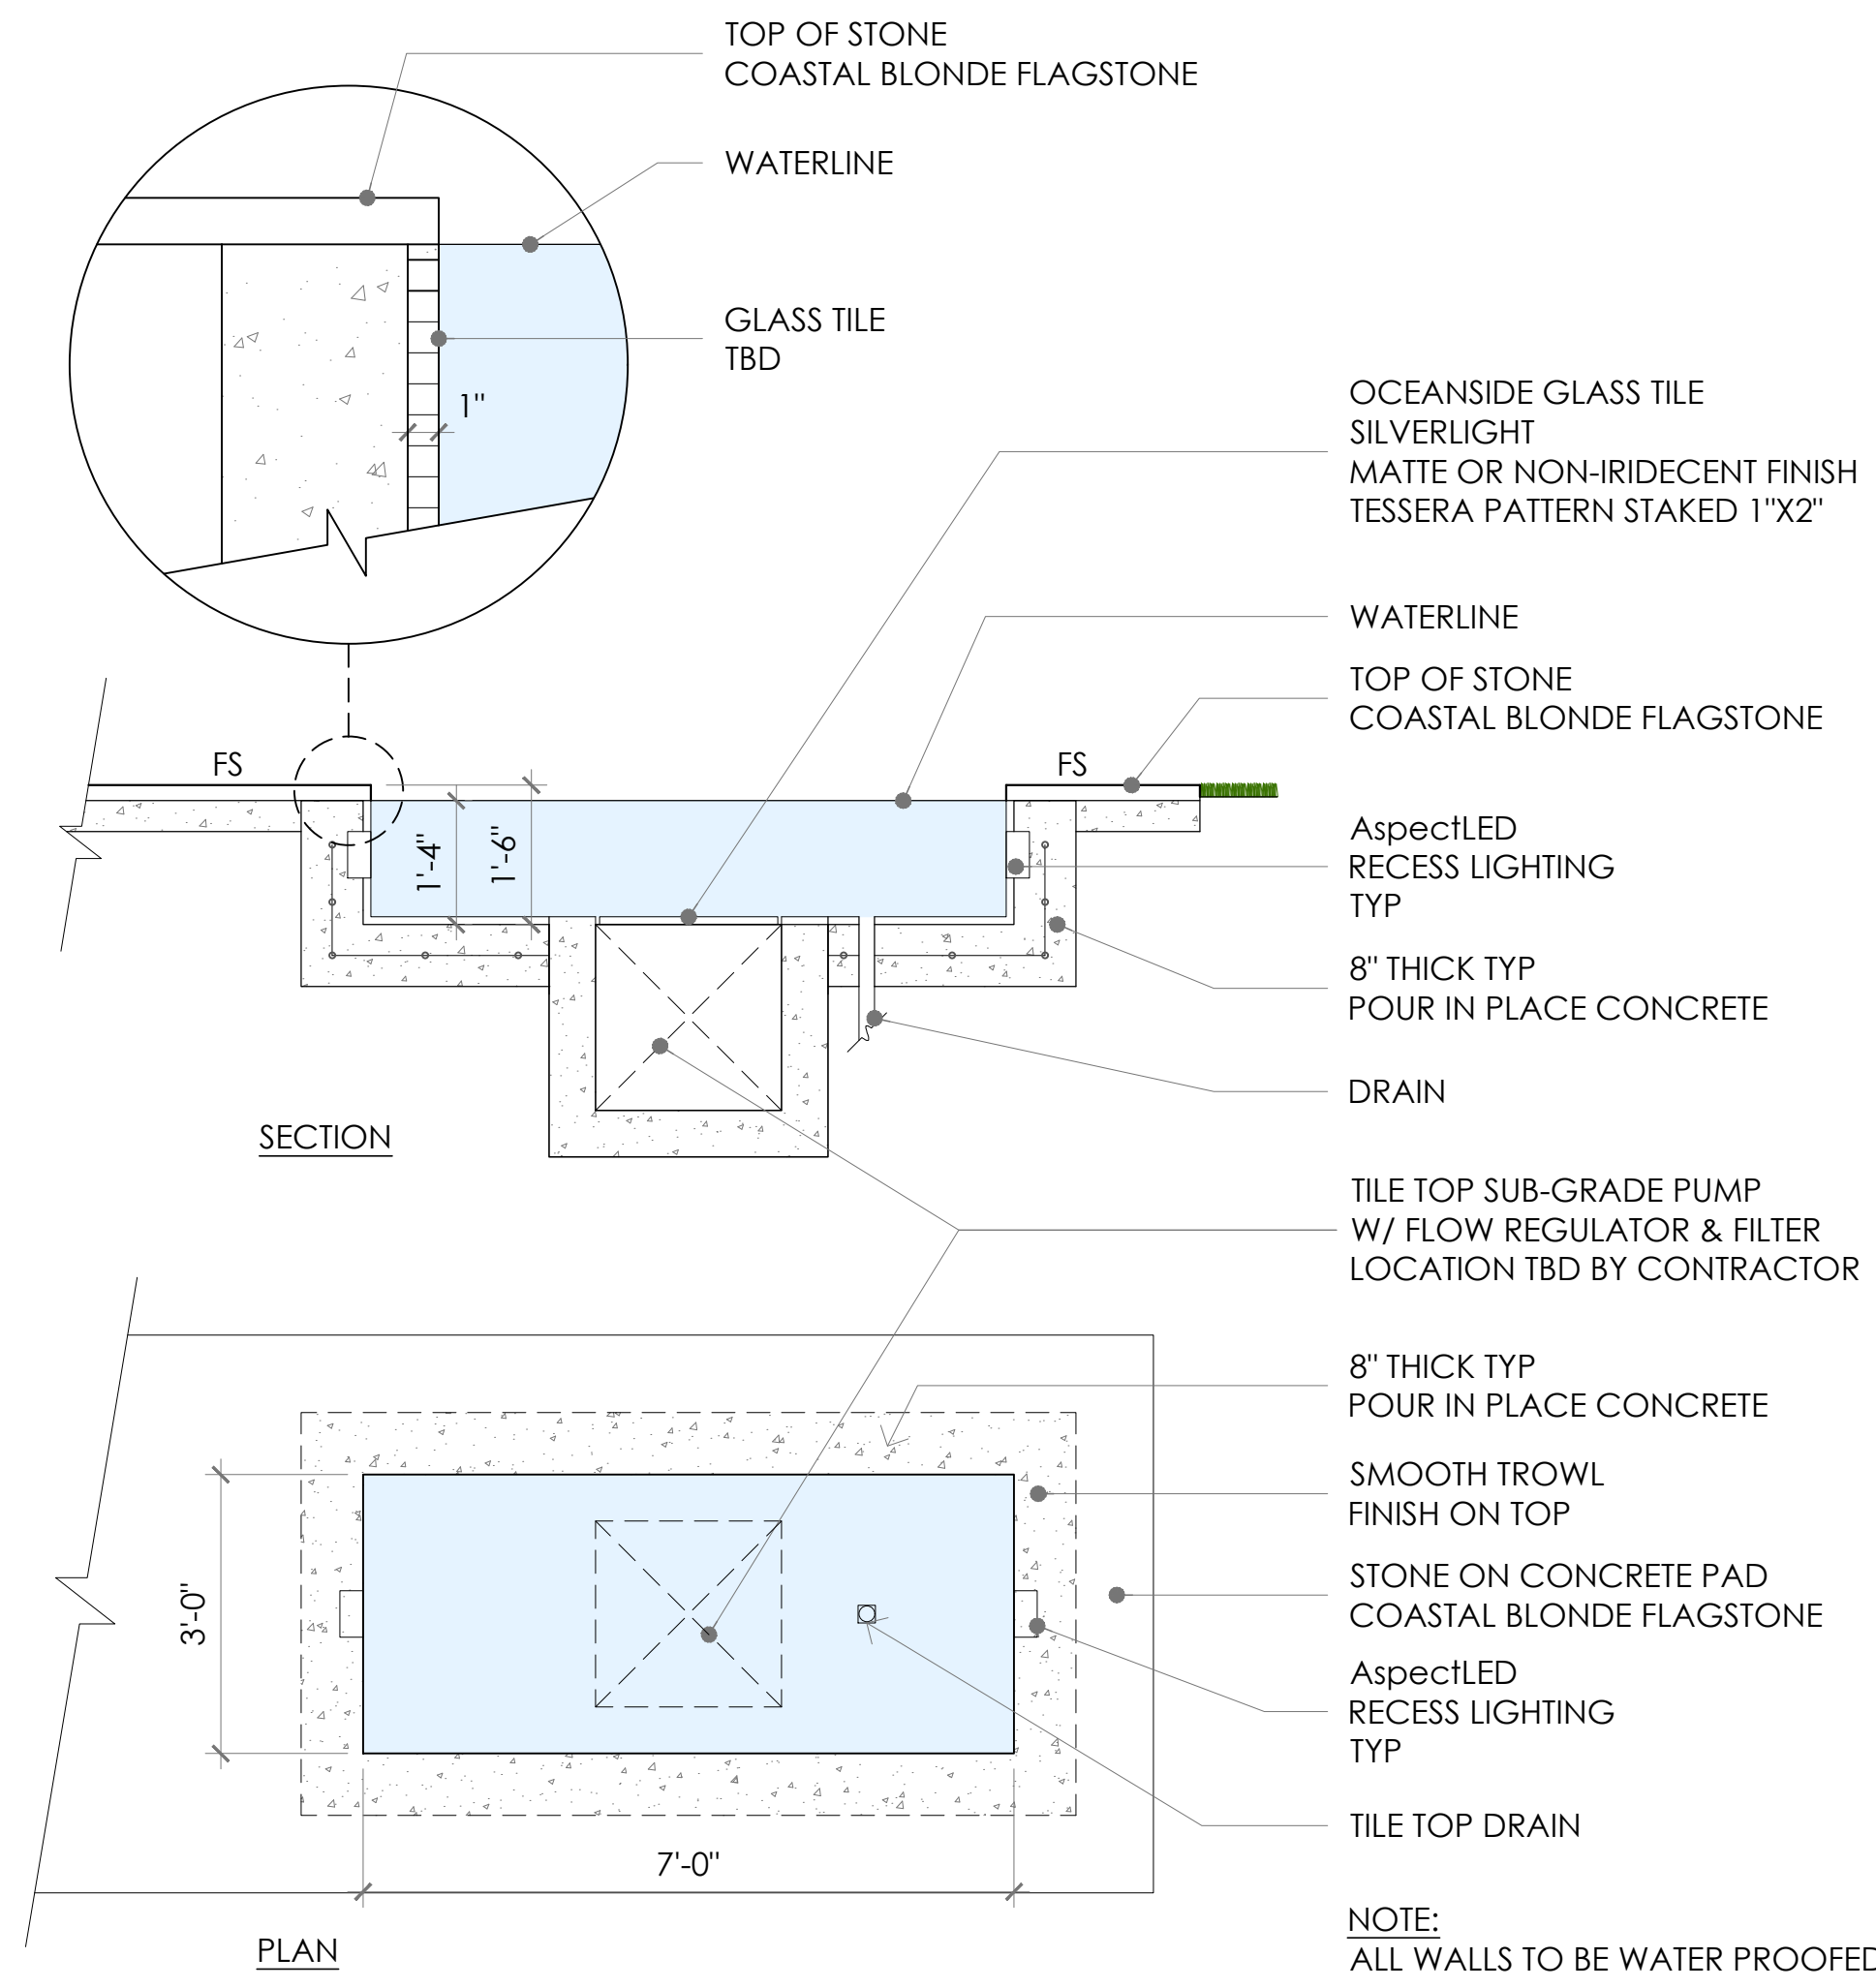 TOP OF STONE
COASTAL BLONDE FLAGSTONE
WATERLINE
GLASS TILE
TBD
1"
OCEANSIDE GLASS TILE
SILVERLIGHT
MATTE OR NON-IRIDECENT FINISH
TESSERA PATTERN STAKED 1"X2"
WATERLINE
TOP OF STONE
COASTAL BLONDE FLAGSTONE
FS
FS
1'-4"
1'-6"
AspectLED
RECESS LIGHTING
TYP
8" THICK TYP
POUR IN PLACE CONCRETE
DRAIN
SECTION
TILE TOP SUB-GRADE PUMP
W/ FLOW REGULATOR & FILTER
LOCATION TBD BY CONTRACTOR
8" THICK TYP
POUR IN PLACE CONCRETE
SMOOTH TROWL
FINISH ON TOP
STONE ON CONCRETE PAD
COASTAL BLONDE FLAGSTONE
3'-0"
AspectLED
RECESS LIGHTING
TYP
TILE TOP DRAIN
7'-0"
PLAN
NOTE:
ALL WALLS TO BE WATER PROOFED